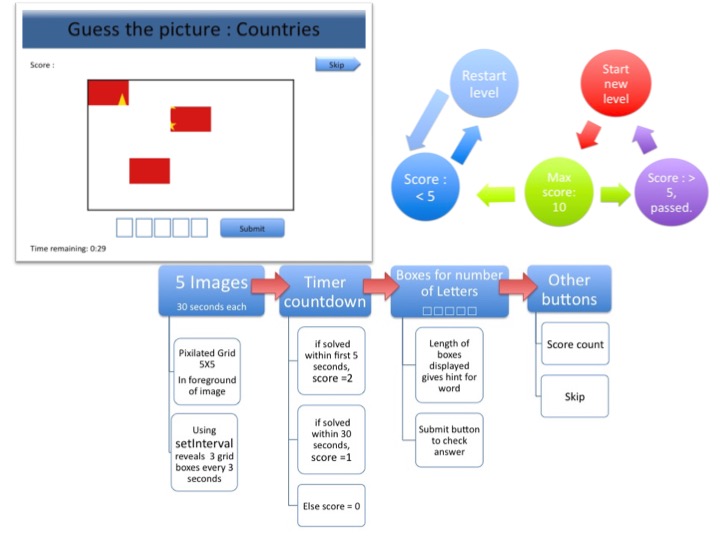 Guess the picture : Countries
Score :
Skip
Submit
Time remaining: 0:29
Restart
level
Start
new
level
Score :
< 5
Max
score:
10
Score : >
5,
passed.
5 Images
30 seconds each
Timer
countdown
Boxes for number
of Letters
□□□□□
Other
buttons
Pixilated Grid
5X5
In foreground
of image
Using
setInterval
reveals 3 grid
boxes every 3
seconds
if solved
within first 5
seconds,
score =2
if solved
within 30
seconds,
score =1
Else score = 0
Length of
boxes
displayed
gives hint for
word
Submit button
to check
answer
Score count
Skip